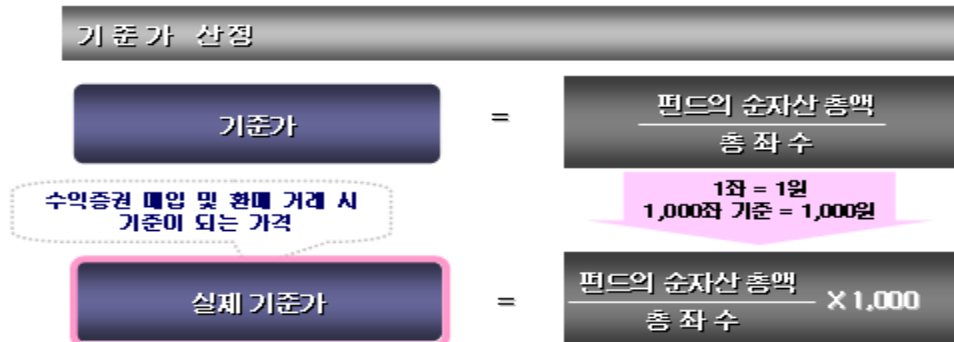 기준가 산정
기준가
=
펀드의 순자산 총액
총 좌 수
수익증권 매입 및 환매 거래 시
기준이 되는 가격
1좌 = 1원
1,000좌 기준 = 1,000원
실제 기준가
=
펀드의 순자산 총액
총 좌 수
X 1,000